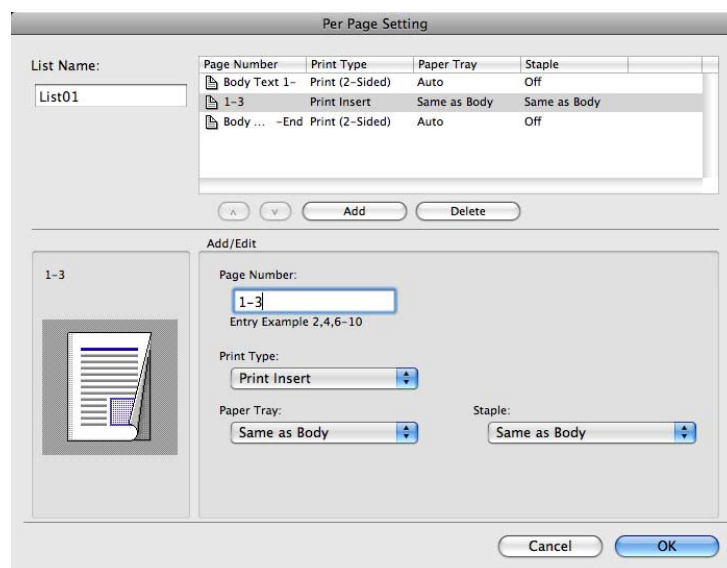 Per Page Setting
List Name:
List01
Page Number Print Type Paper Tray Staple
Body Text 1- Print (2-Sided) Auto Off
1-3 Print Insert Same as Body Same as Body
Body ... -End Print (2-Sided) Auto Off
Add Delete
Add/Edit
1-3
Page Number:
1-3
Entry Example 2,4,6-10
Print Type:
Print Insert
Paper Tray: Staple:
Same as Body Same as Body
Cancel OK